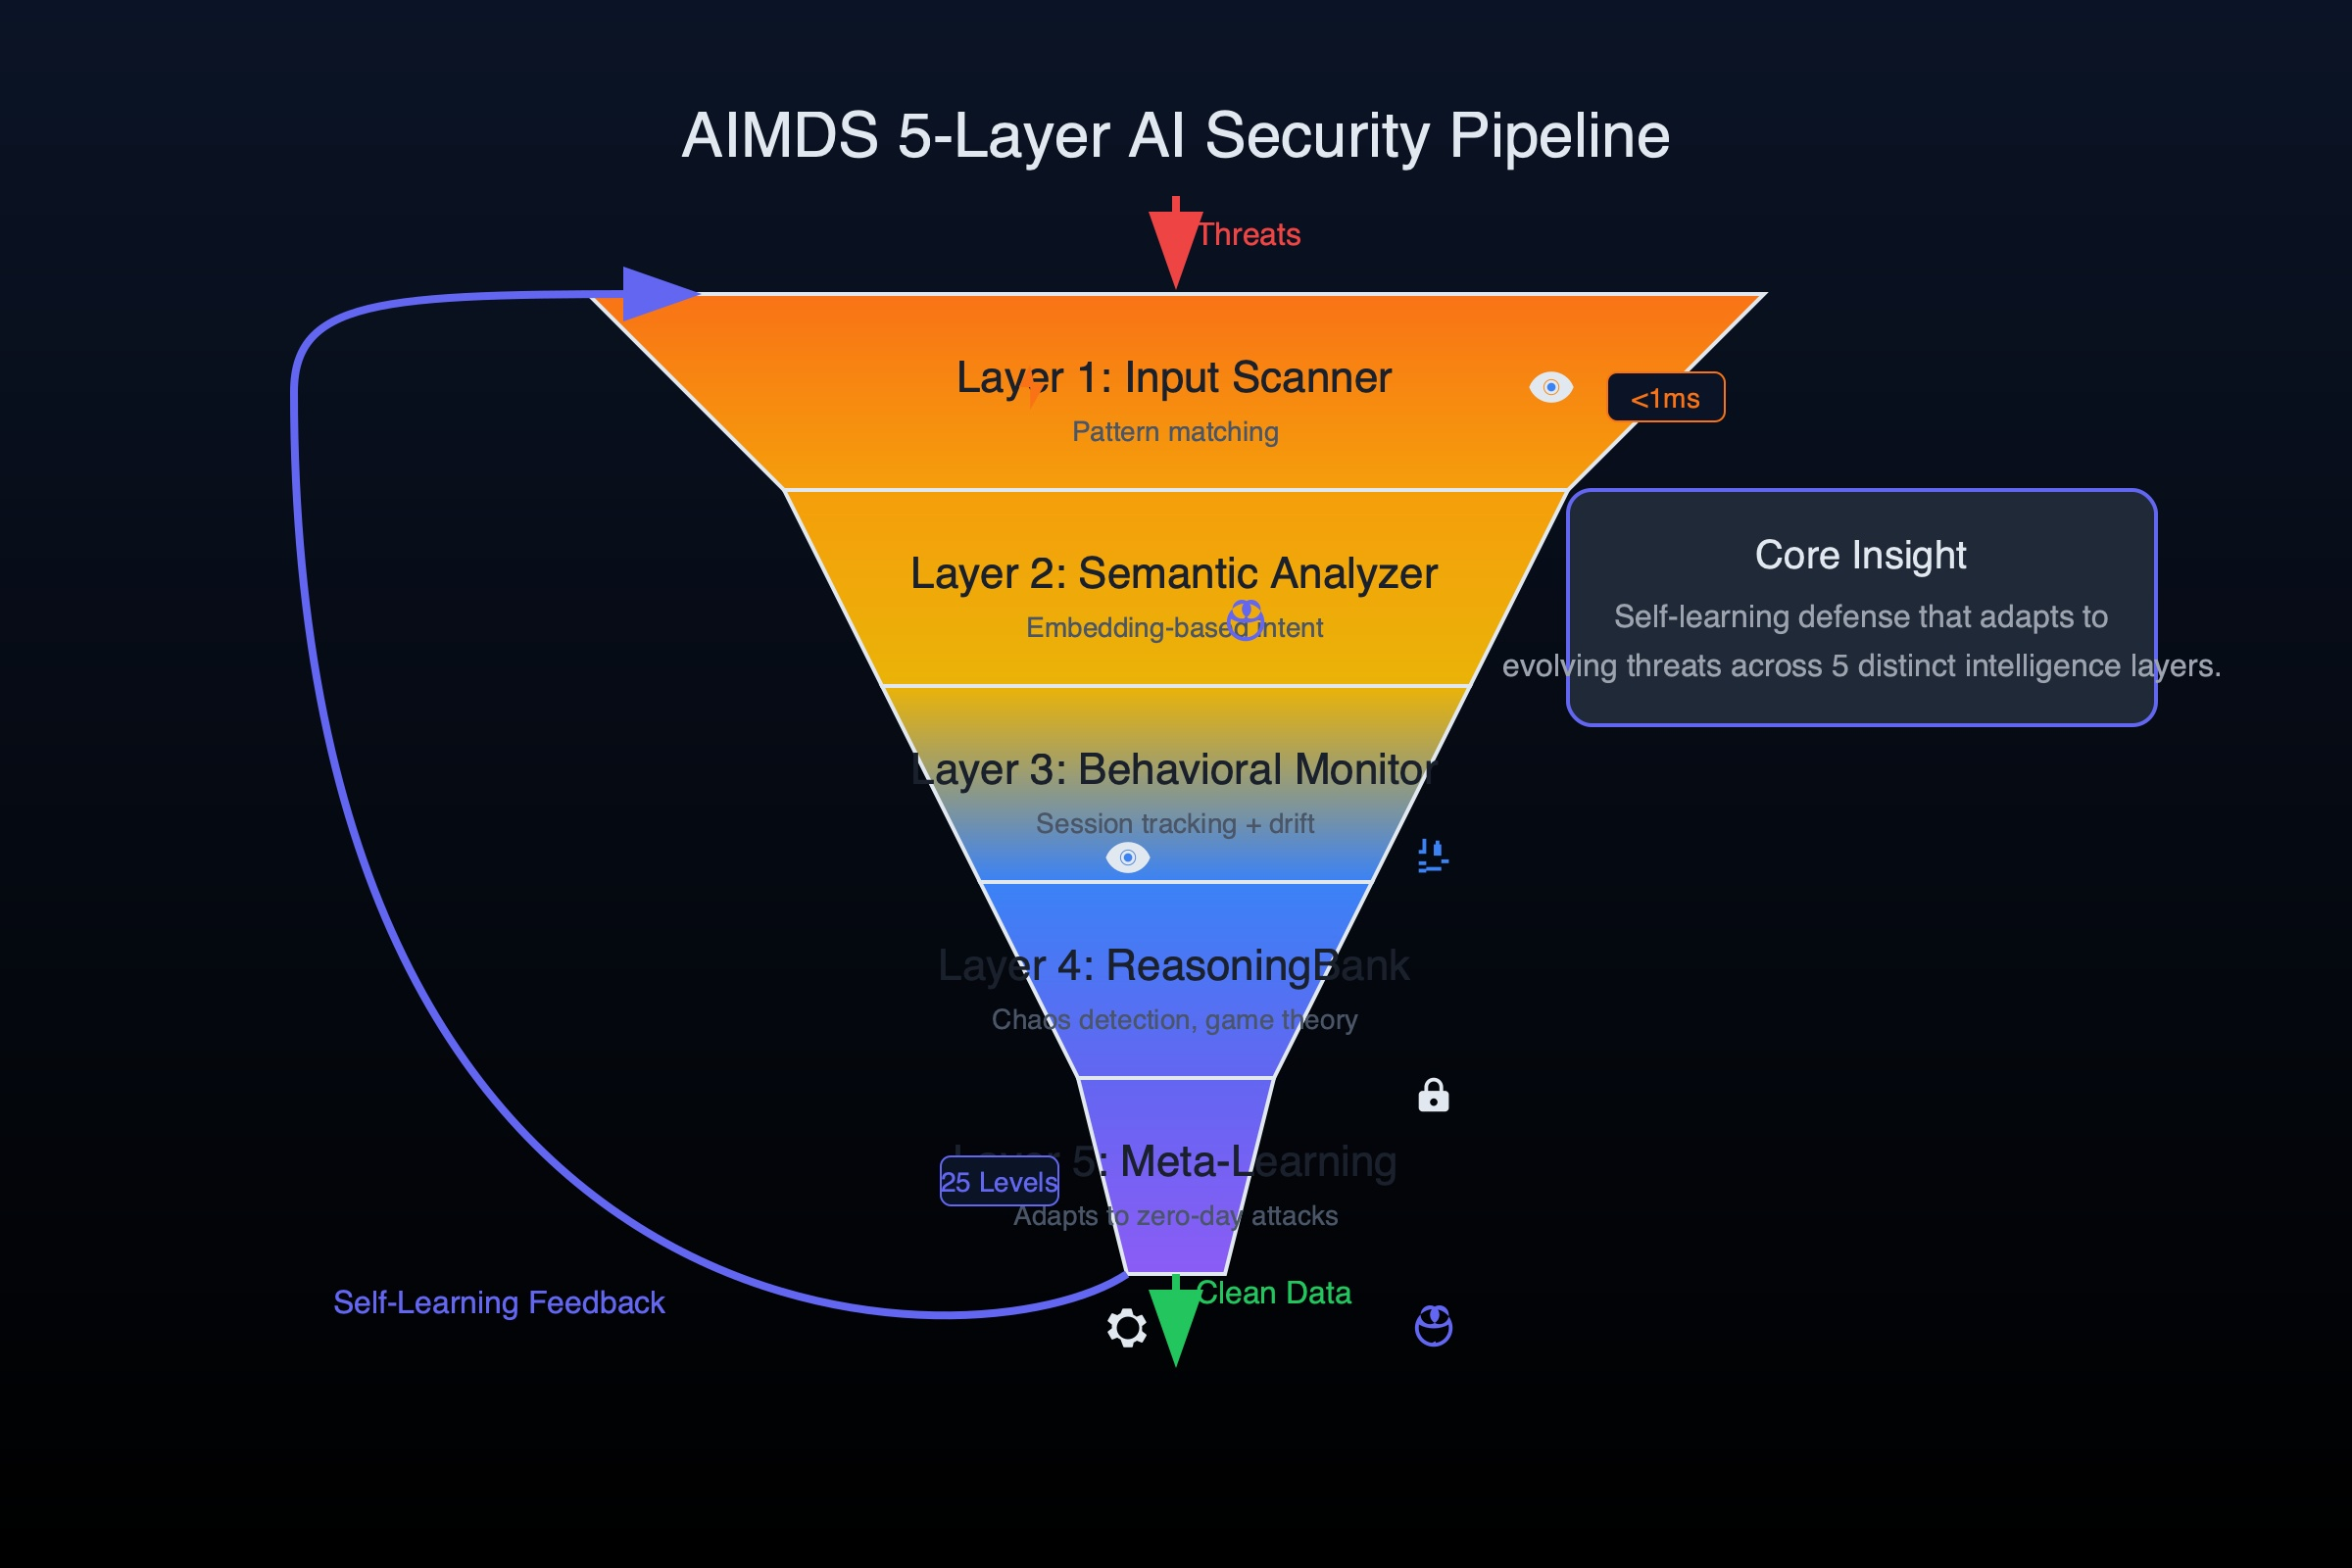 AIMDS 5-Layer AI Security Pipeline
Threats
Layer 1: Input Scanner
<1ms
Pattern matching
Layer 2: Semantic Analyzer
Embedding-based intent
Core Insight
Self-learning defense that adapts to
evolving threats across 5 distinct intelligence layers.
Layer 3: Behavioral Monitor
Session tracking + drift
Layer 4: ReasoningBank
Chaos detection, game theory
Layer 5: Meta-Learning
25 Levels
Adapts to zero-day attacks
Clean Data
Self-Learning Feedback